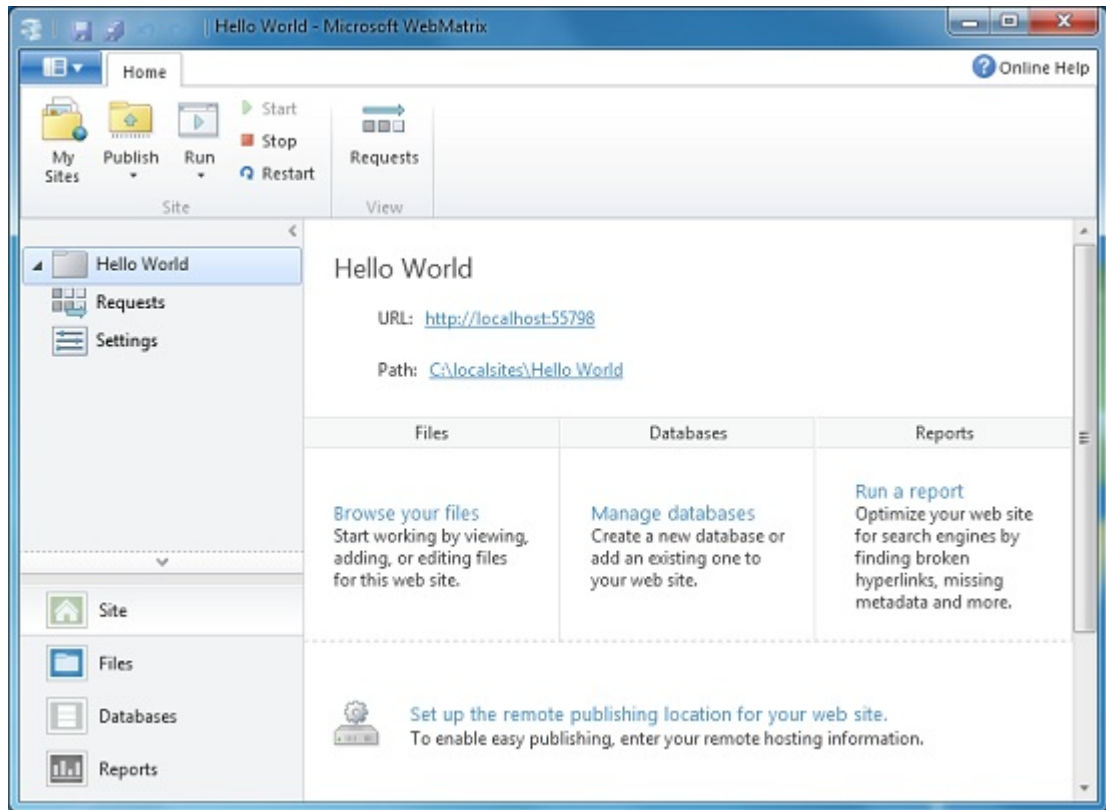 Hello World - Microsoft WebMatrix
Home
Online Help
My Sites
Publish
Run
Start
Stop
Restart
Requests
Site
View
Hello World
Requests
Settings
Site
Files
Databases
Reports
Hello World
URL: http://localhost:55798
Path: C:\localsites\Hello World
Files
Databases
Reports
Browse your files
Start working by viewing,
adding, or editing files
for this web site.
Manage databases
Create a new database or
add an existing one to
your web site.
Run a report
Optimize your web site
for search engines by
finding broken
hyperlinks, missing
metadata and more.
Set up the remote publishing location for your web site.
To enable easy publishing, enter your remote hosting information.